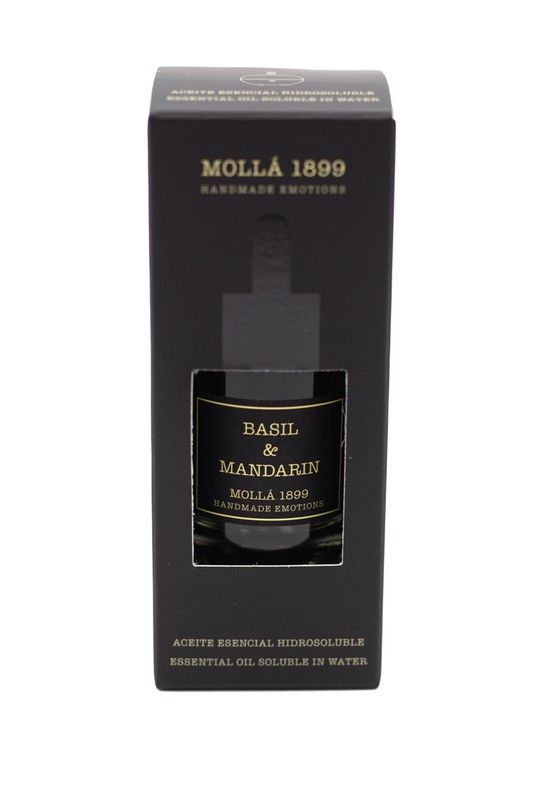 ACEITE ESENCIAL HIDROSOLUBLE
ESSENTIAL OIL SOLUBLE IN WATER
MOLLÁ 1899
HANDMADE EMOTIONS
BASIL
&
MANDARIN
MOLLÁ 1899
HANDMADE EMOTIONS
ACEITE ESENCIAL HIDROSOLUBLE
ESSENTIAL OIL SOLUBLE IN WATER